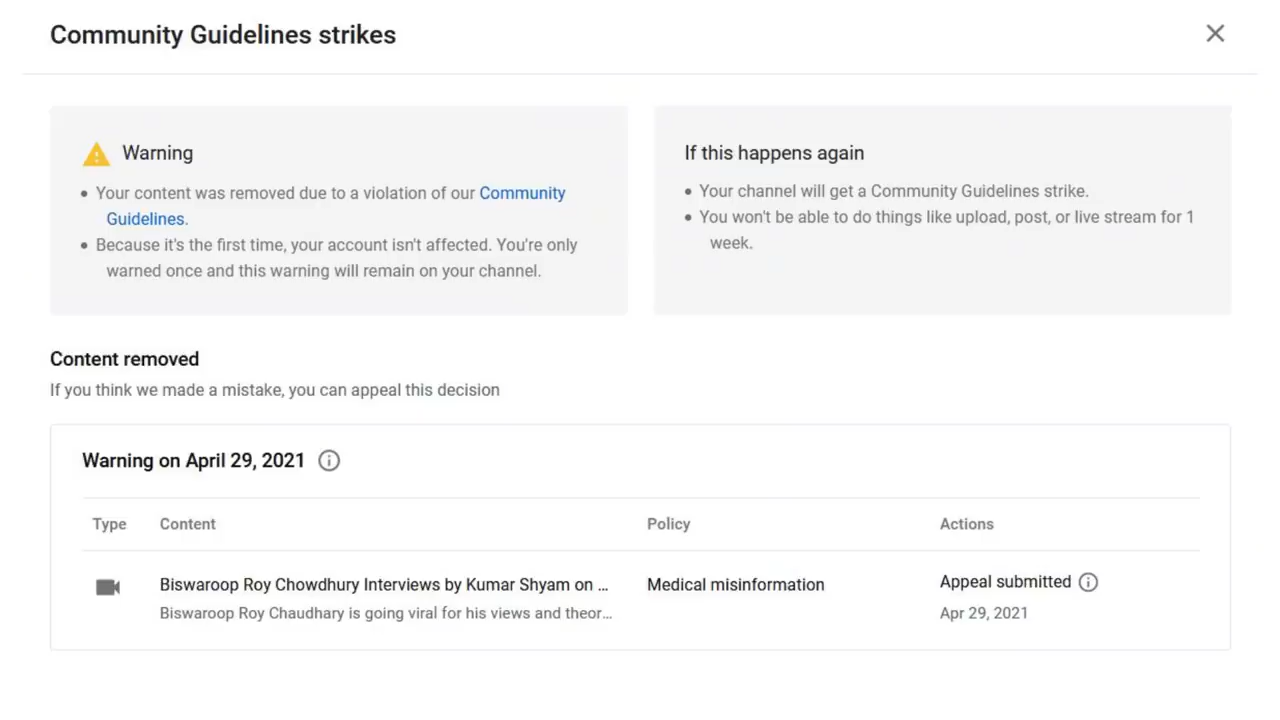 Community Guidelines strikes
Warning
Your content was removed due to a violation of our Community
Guidelines.
Because it's the first time, your account isn't affected. You're only
warned once and this warning will remain on your channel.
If this happens again
Your channel will get a Community Guidelines strike.
You won't be able to do things like upload, post, or live stream for 1
week.
Content removed
If you think we made a mistake, you can appeal this decision
Warning on April 29, 2021
Type Content Policy Actions
Biswaroop Roy Chowdhury Interviews by Kumar Shyam on ... Medical misinformation Appeal submitted
Biswaroop Roy Chaudhary is going viral for his views and theor... Apr 29, 2021